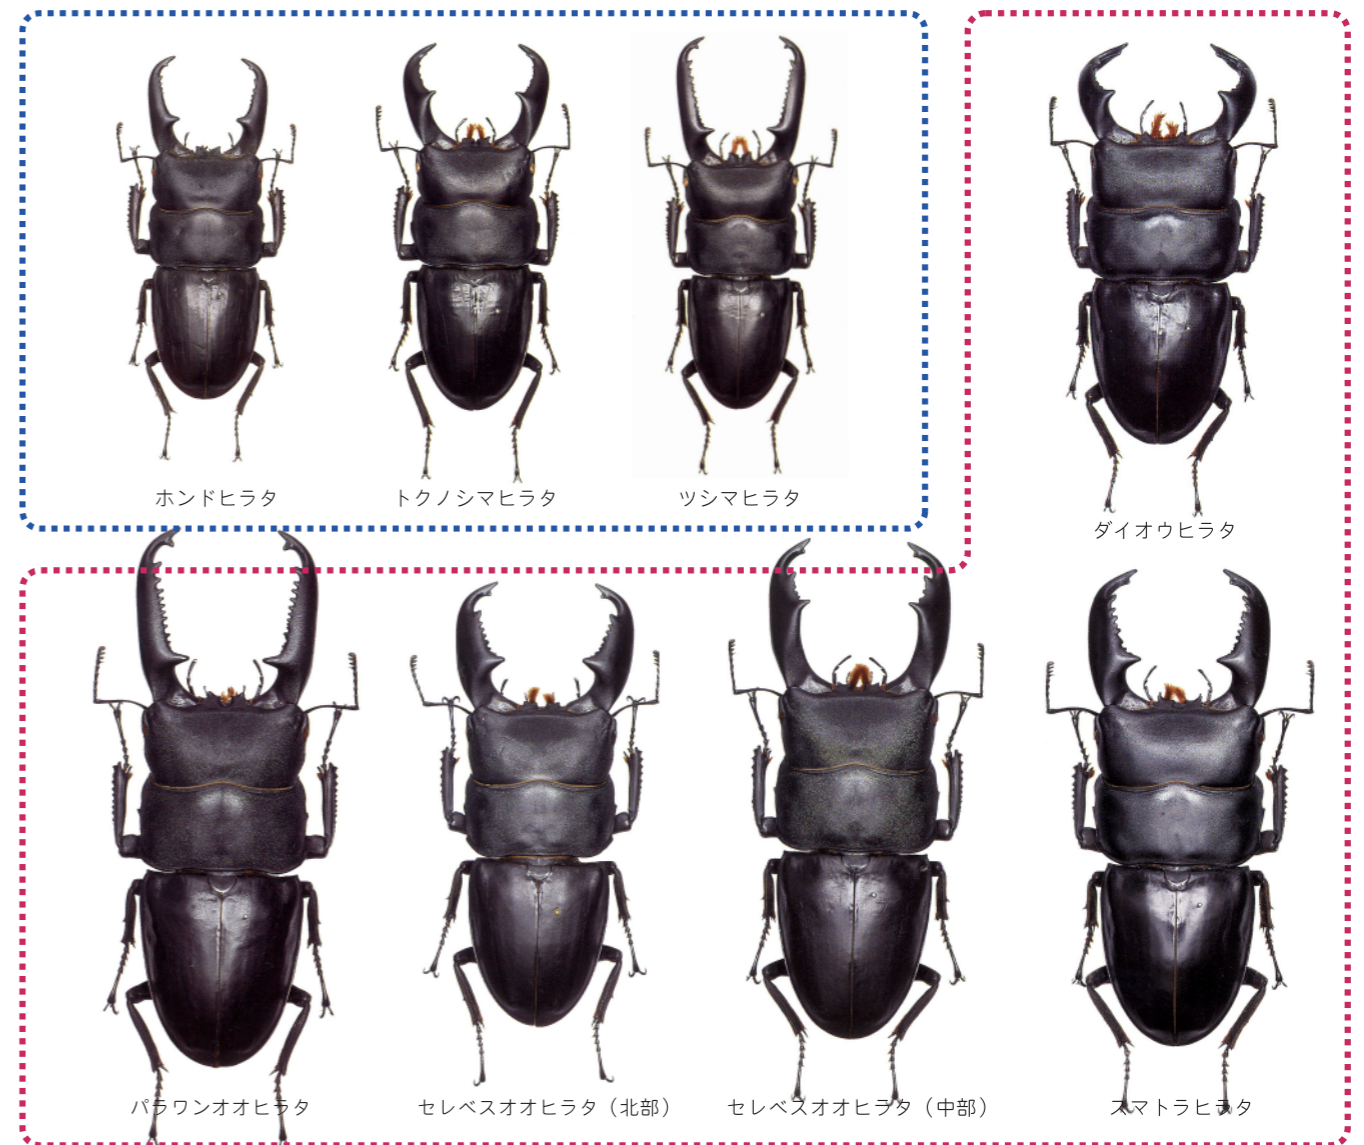 ホンドヒラタ
トクノシマヒラタ
ツシマヒラタ
ダイオウヒラタ
パラワンオオヒラタ
セレベスオオヒラタ（北部）
セレベスオオヒラタ（中部）
スマトラヒラタ